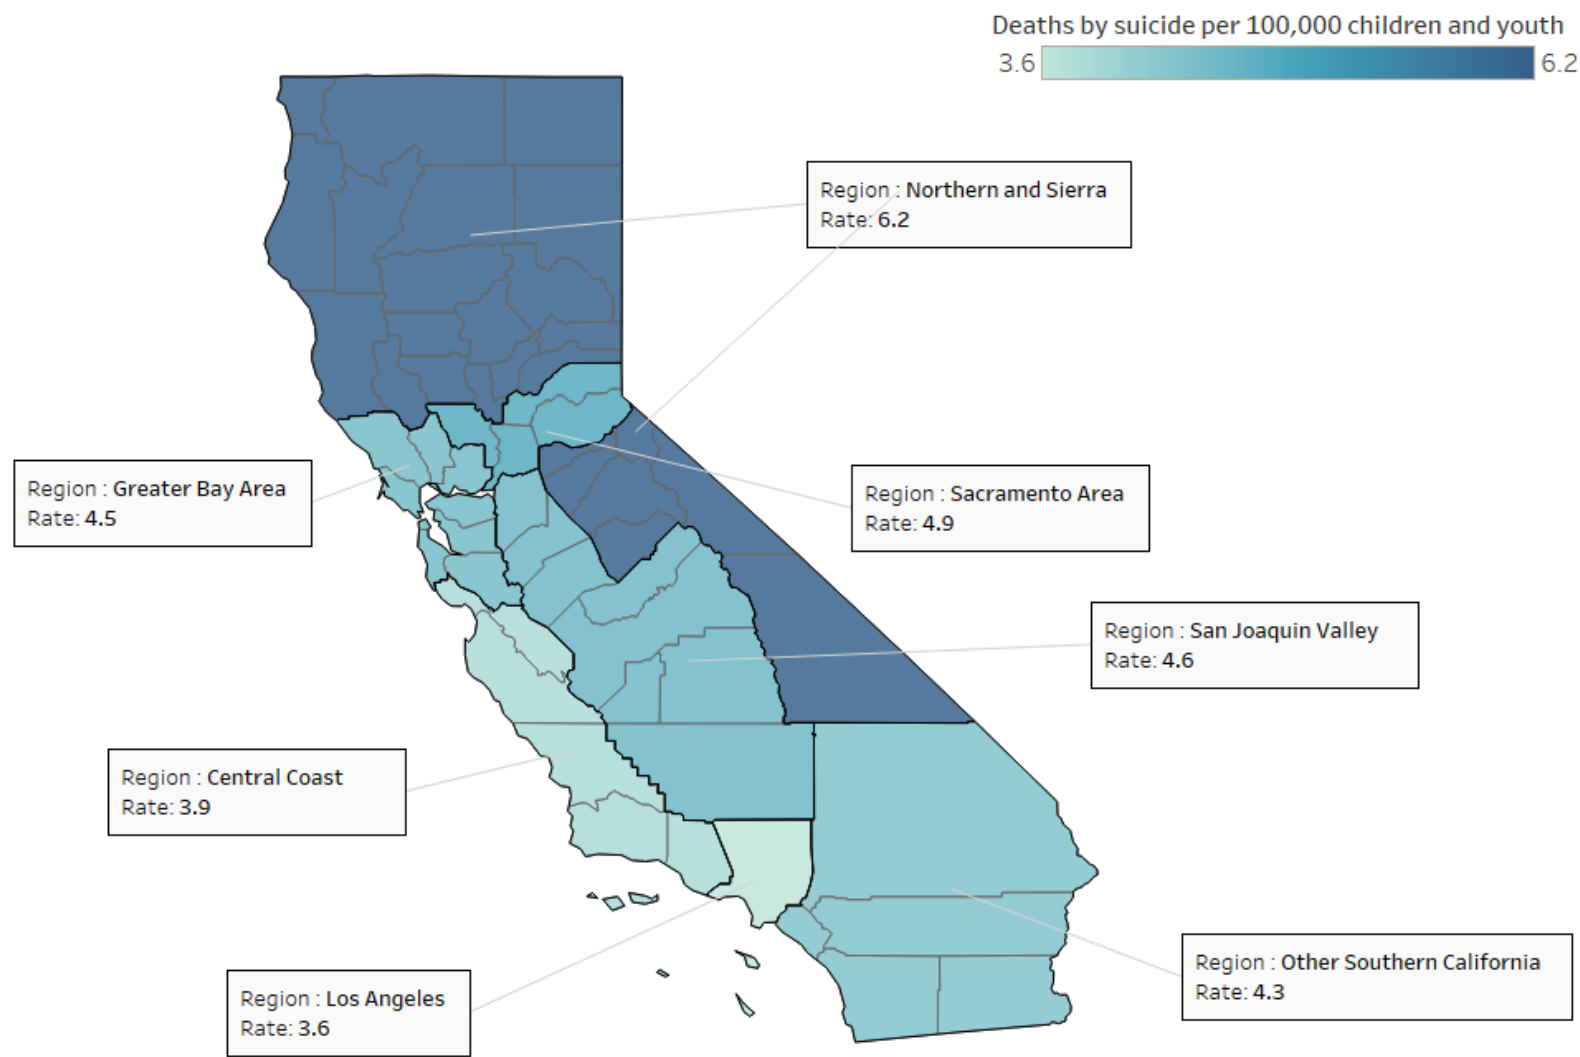 Deaths by suicide per 100,000 children and youth
3.6 6.2
Region : Northern and Sierra
Rate: 6.2
Region : Greater Bay Area
Rate: 4.5
Region : Sacramento Area
Rate: 4.9
Region : San Joaquin Valley
Rate: 4.6
Region : Central Coast
Rate: 3.9
Region : Other Southern California
Rate: 4.3
Region : Los Angeles
Rate: 3.6